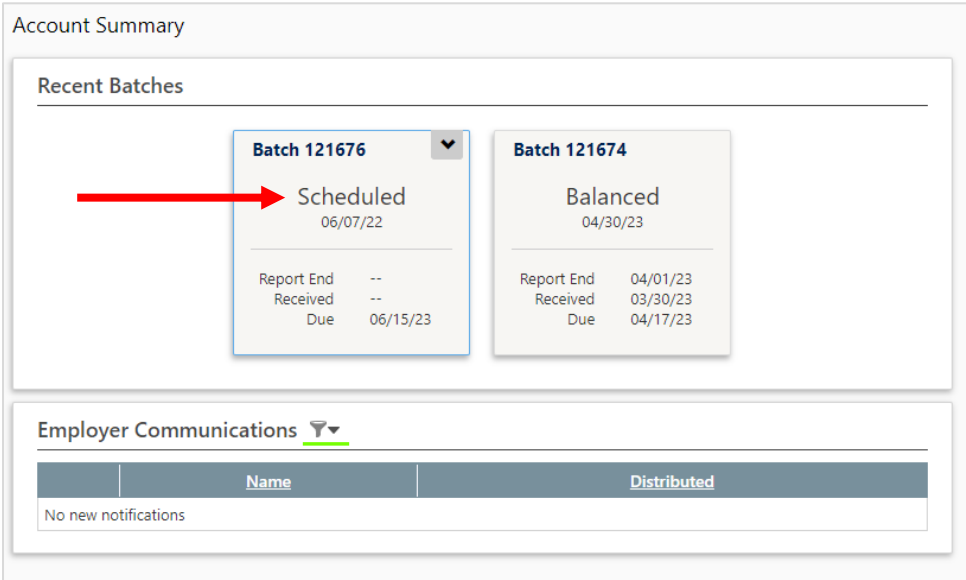 Account Summary
Recent Batches
Batch 121676
Scheduled
06/07/22
Report End --
Received --
Due 06/15/23
Batch 121674
Balanced
04/30/23
Report End 04/01/23
Received 03/30/23
Due 04/17/23
Employer Communications
Name Distributed
No new notifications